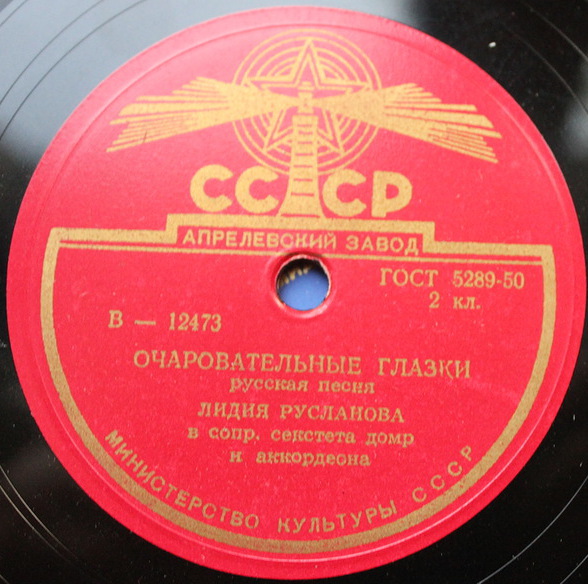 СССР
АПРЕЛЕВСКИЙ ЗАВОД
ГОСТ 5289-50
2 кл.
В — 12473
ОЧАРОВАТЕЛЬНЫЕ ГЛАЗКИ
русская песня
ЛИДИЯ РУСЛАНОВА
в сопр. секстета домр
и аккордеона
МИНИСТЕРСТВО КУЛЬТУРЫ СССР